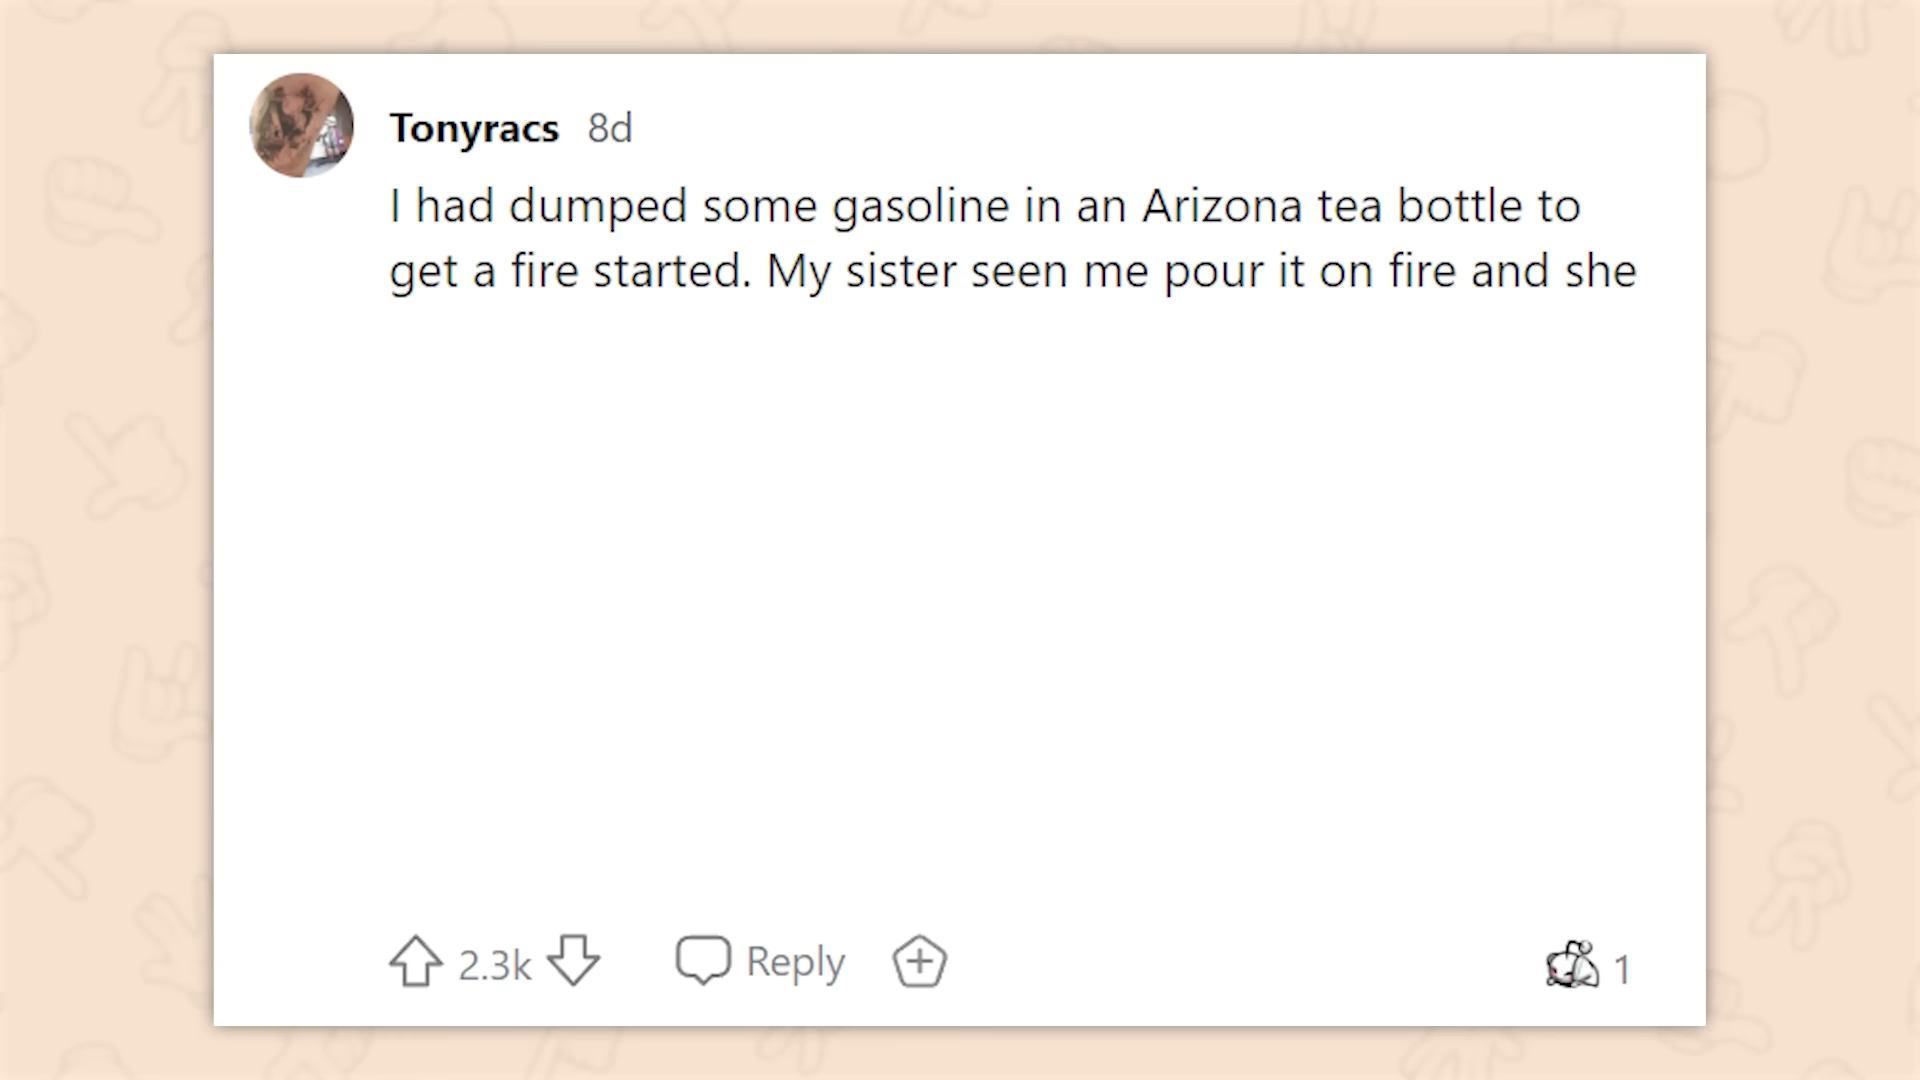 Tonyracs 8d
I had dumped some gasoline in an Arizona tea bottle to
get a fire started. My sister seen me pour it on fire and she
2.3k Reply 1